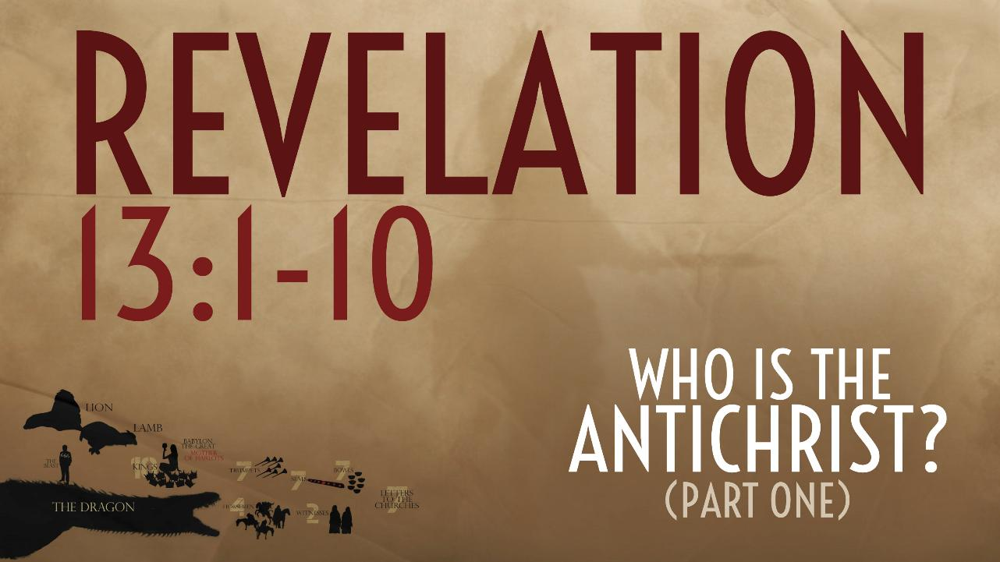 REVELATION
13:1-10
WHO IS THE
ANTICHRIST?
(PART ONE)
LION
LAMB
BABYLON
THE GREAT
MOTHER
OF HARLOTS
THE
BEAST
666
10
KINGS
7
TRUMPETS
7
SEALS
7
BOWLS
7
LETTERS
TO THE
CHURCHES
THE DRAGON
4
HORSEMEN
2
WITNESSES